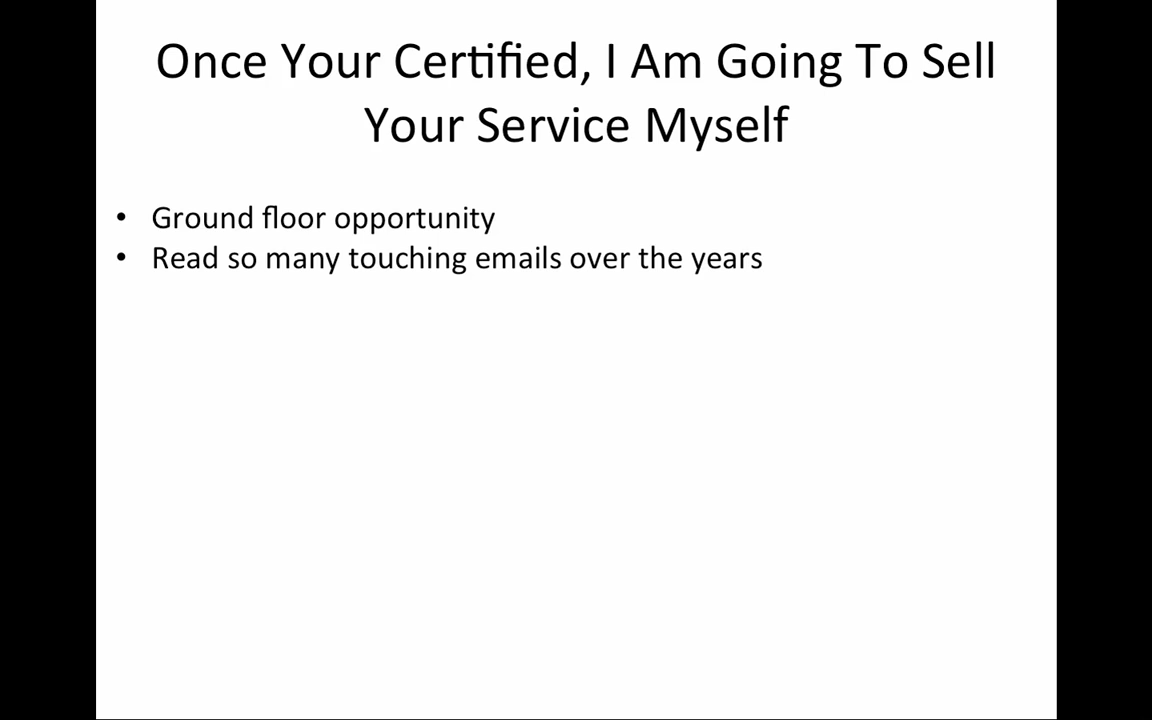 Once Your Certified, I Am Going To Sell
Your Service Myself
• Ground floor opportunity
• Read so many touching emails over the years